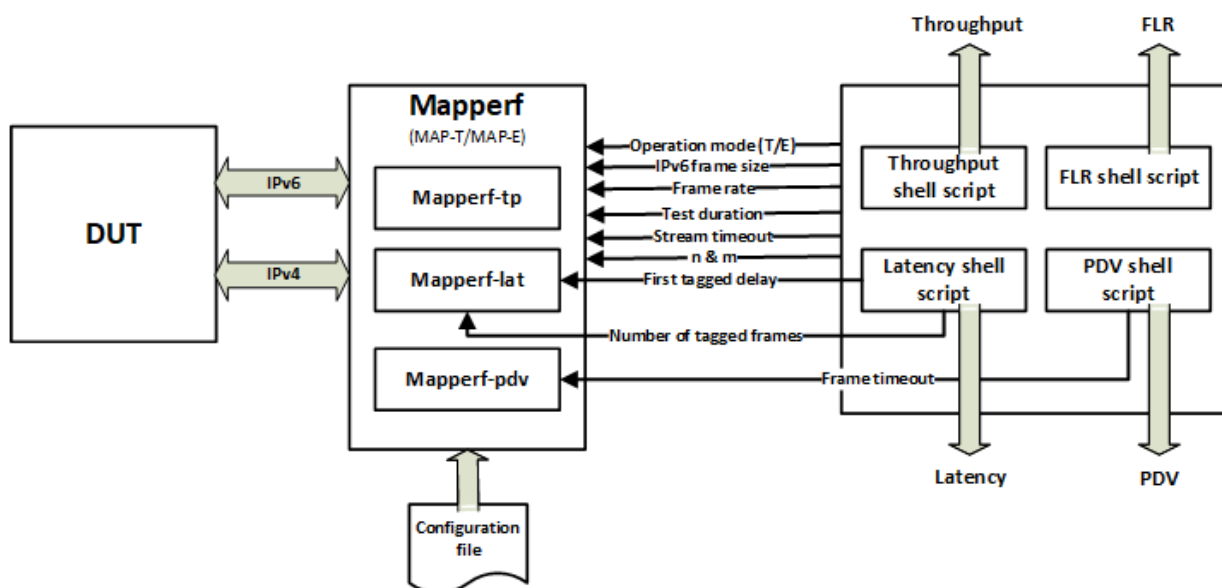 Throughput
FLR
Mapperf
(MAP-T/MAP-E)
DUT
IPv6
IPv4
Mapperf-tp
Mapperf-lat
Mapperf-pdv
Operation mode (T/E)
IPv6 frame size
Frame rate
Test duration
Stream timeout
n & m
First tagged delay
Number of tagged frames
Frame timeout
Throughput
shell script
FLR shell script
Latency shell
script
PDV shell
script
Latency
PDV
Configuration
file